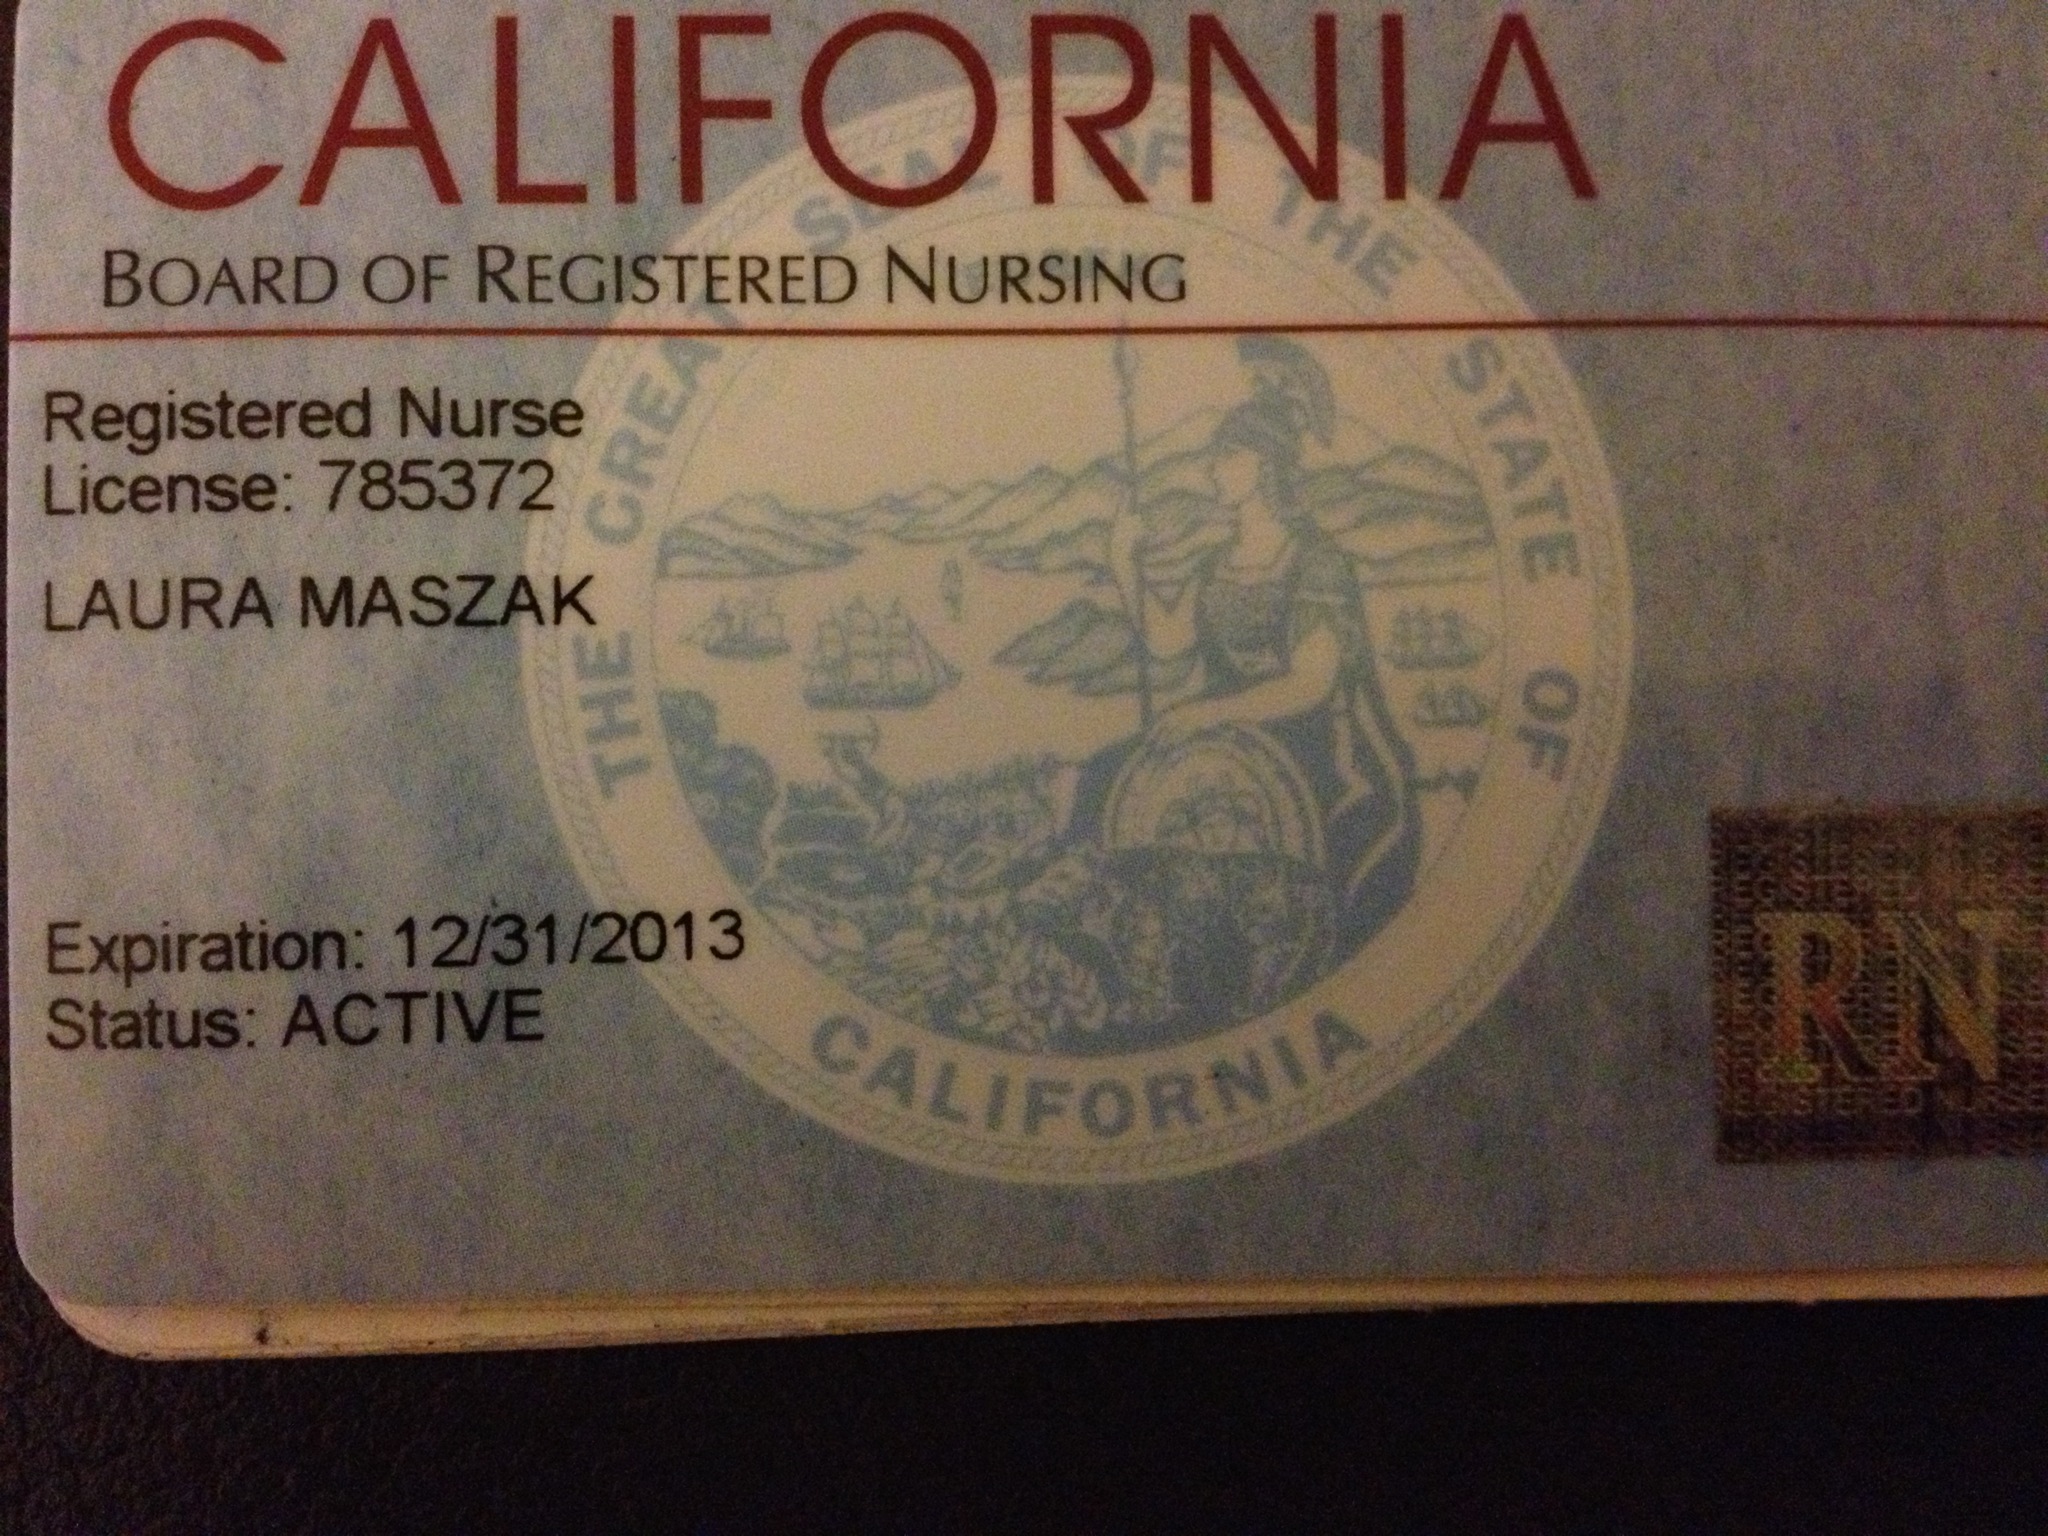 CALIFORNIA
BOARD OF REGISTERED NURSING
THE GREAT SEAL OF THE STATE OF CALIFORNIA
Registered Nurse
License: 785372
LAURA MASZAK
Expiration: 12/31/2013
Status: ACTIVE
RN